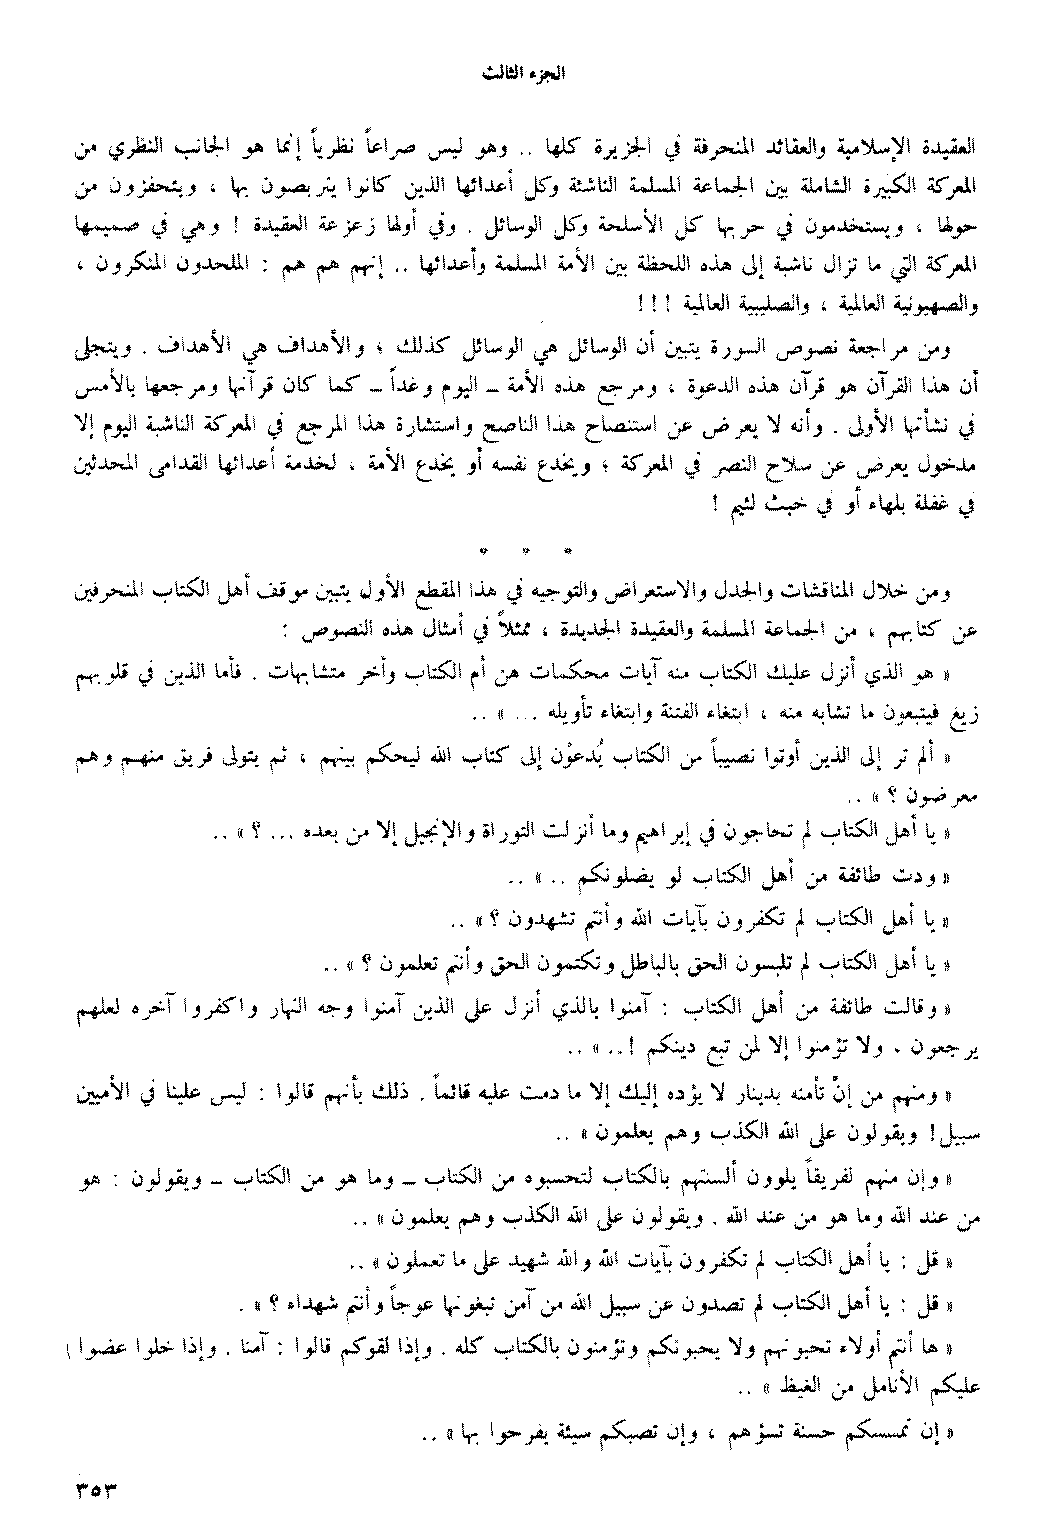 الجزء الثالث
العقيدة الإسلامية والعقائد المنحرفة في الجزيرة كلها .. وهو ليس صراعاً نظرياً إنما هو الجانب النظري من
المعركة الكبيرة الشاملة بين الجماعة المسلمة الناشئة وكل أعدائها الذين كانوا يتربصون بها ، ويتحفزون من
حولها ، ويستخدمون في حربها كل الأسلحة وكل الوسائل . وفي أولها زعزعة العقيدة ! وهي في صميمها
المعركة التي ما تزال ناشبة إلى هذه اللحظة بين الأمة المسلمة وأعدائها .. إنهم هم هم : الملحدون المنكرون ،
والصهيونية العالمية ، والصليبية العالمية ! ! !
ومن مراجعة نصوص السورة يتبين أن الوسائل هي الوسائل كذلك ؛ والأهداف هي الأهداف . ويتجلى
أن هذا القرآن هو قرآن هذه الدعوة ، ومرجع هذه الأمة ــ اليوم وغداً ــ كما كان قرآنها ومرجعها بالأمس
في نشأتها الأولى . وأنه لا يعرض عن استنصاح هذا الناصح واستشارة هذا المرجع في المعركة الناشبة اليوم إلا
مدخول يعرض عن سلاح النصر في المعركة ؛ ويخدع نفسه أو يخدع الأمة ، لخدمة أعدائها القدامى المحدثين
في غفلة بلهاء أو في خبث لئيم !
* * *
ومن خلال المناقشات والجدل والاستعراض والتوجيه في هذا المقطع الأول يتبين موقف أهل الكتاب المنحرفين
عن كتابهم ، من الجماعة المسلمة والعقيدة الجديدة ، ممثلاً في أمثال هذه النصوص :
« هو الذي أنزل عليك الكتاب منه آيات محكمات هن أم الكتاب وأخر متشابهات . فأما الذين في قلوبهم
زيغ فيتبعون ما تشابه منه ، ابتغاء الفتنة وابتغاء تأويله ... » ..
« ألم تر إلى الذين أوتوا نصيباً من الكتاب يُدعوْن إلى كتاب الله ليحكم بينهم ، ثم يتولى فريق منهم وهم
معرضون ؟ » ..
« يا أهل الكتاب لم تحاجون في إبراهيم وما أنزلت التوراة والإنجيل إلا من بعده ... ؟ » ..
« ودت طائفة من أهل الكتاب لو يضلونكم .. » ..
« يا أهل الكتاب لم تكفرون بآيات الله وأنتم تشهدون ؟ » ..
« يا أهل الكتاب لم تلبسون الحق بالباطل وتكتمون الحق وأنتم تعلمون ؟ » ..
« وقالت طائفة من أهل الكتاب : آمنوا بالذي أنزل على الذين آمنوا وجه النهار واكفروا آخره لعلهم
يرجعون . ولا تؤمنوا إلا لمن تبع دينكم !.. » ..
« ومنهم من إنّ تأمنه بدينار لا يؤده إليك إلا ما دمت عليه قائماً . ذلك بأنهم قالوا : ليس علينا في الأميين
سبيل! ويقولون على الله الكذب وهم يعلمون » ..
« وإن منهم لفريقاً يلوون ألسنتهم بالكتاب لتحسبوه من الكتاب ــ وما هو من الكتاب ــ ويقولون : هو
من عند الله وما هو من عند الله . ويقولون على الله الكذب وهم يعلمون » ..
« قل : يا أهل الكتاب لم تكفرون بآيات الله والله شهيد على ما تعملون » ..
« قل : يا أهل الكتاب لم تصدون عن سبيل الله من آمن تبغونها عوجاً وأنتم شهداء ؟ » .
« ها أنتم أولاء تحبونهم ولا يحبونكم وتؤمنون بالكتاب كله . وإذا لقوكم قالوا : آمنا . وإذا خلوا عضوا
عليكم الأنامل من الغيظ » ..
« إن تمسسكم حسنة تسؤهم ، وإن تصبكم سيئة يفرحوا بها » ..
٣٥٣